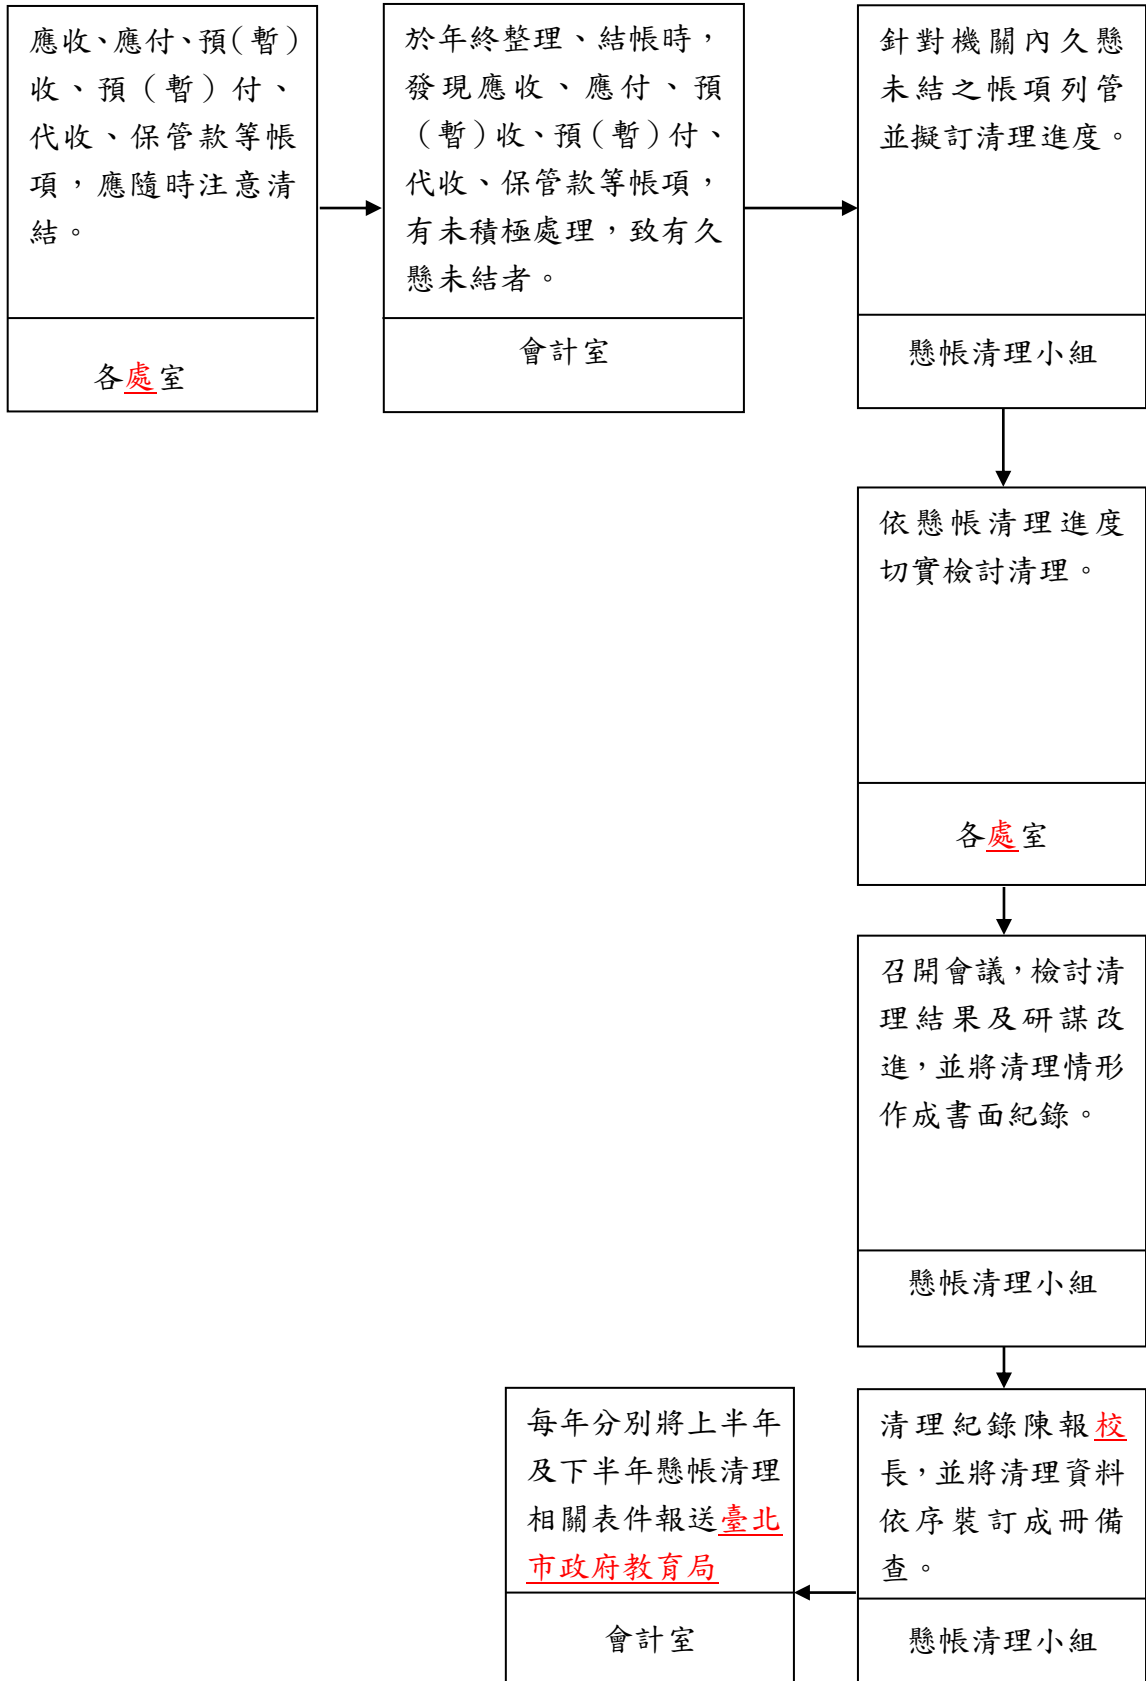 應收、應付、預(暫)
收、預（暫）付、
代收、保管款等帳
項，應隨時注意清
結。
各處室
於年終整理、結帳時，
發現應收、應付、預
（暫）收、預（暫）付、
代收、保管款等帳項，
有未積極處理，致有久
懸未結者。
會計室
針對機關內久懸
未結之帳項列管
並擬訂清理進度。
懸帳清理小組
依懸帳清理進度
切實檢討清理。
各處室
召開會議，檢討清
理結果及研謀改
進，並將清理情形
作成書面紀錄。
懸帳清理小組
清理紀錄陳報校
長，並將清理資料
依序裝訂成冊備
查。
懸帳清理小組
每年分別將上半年
及下半年懸帳清理
相關表件報送臺北
市政府教育局
會計室